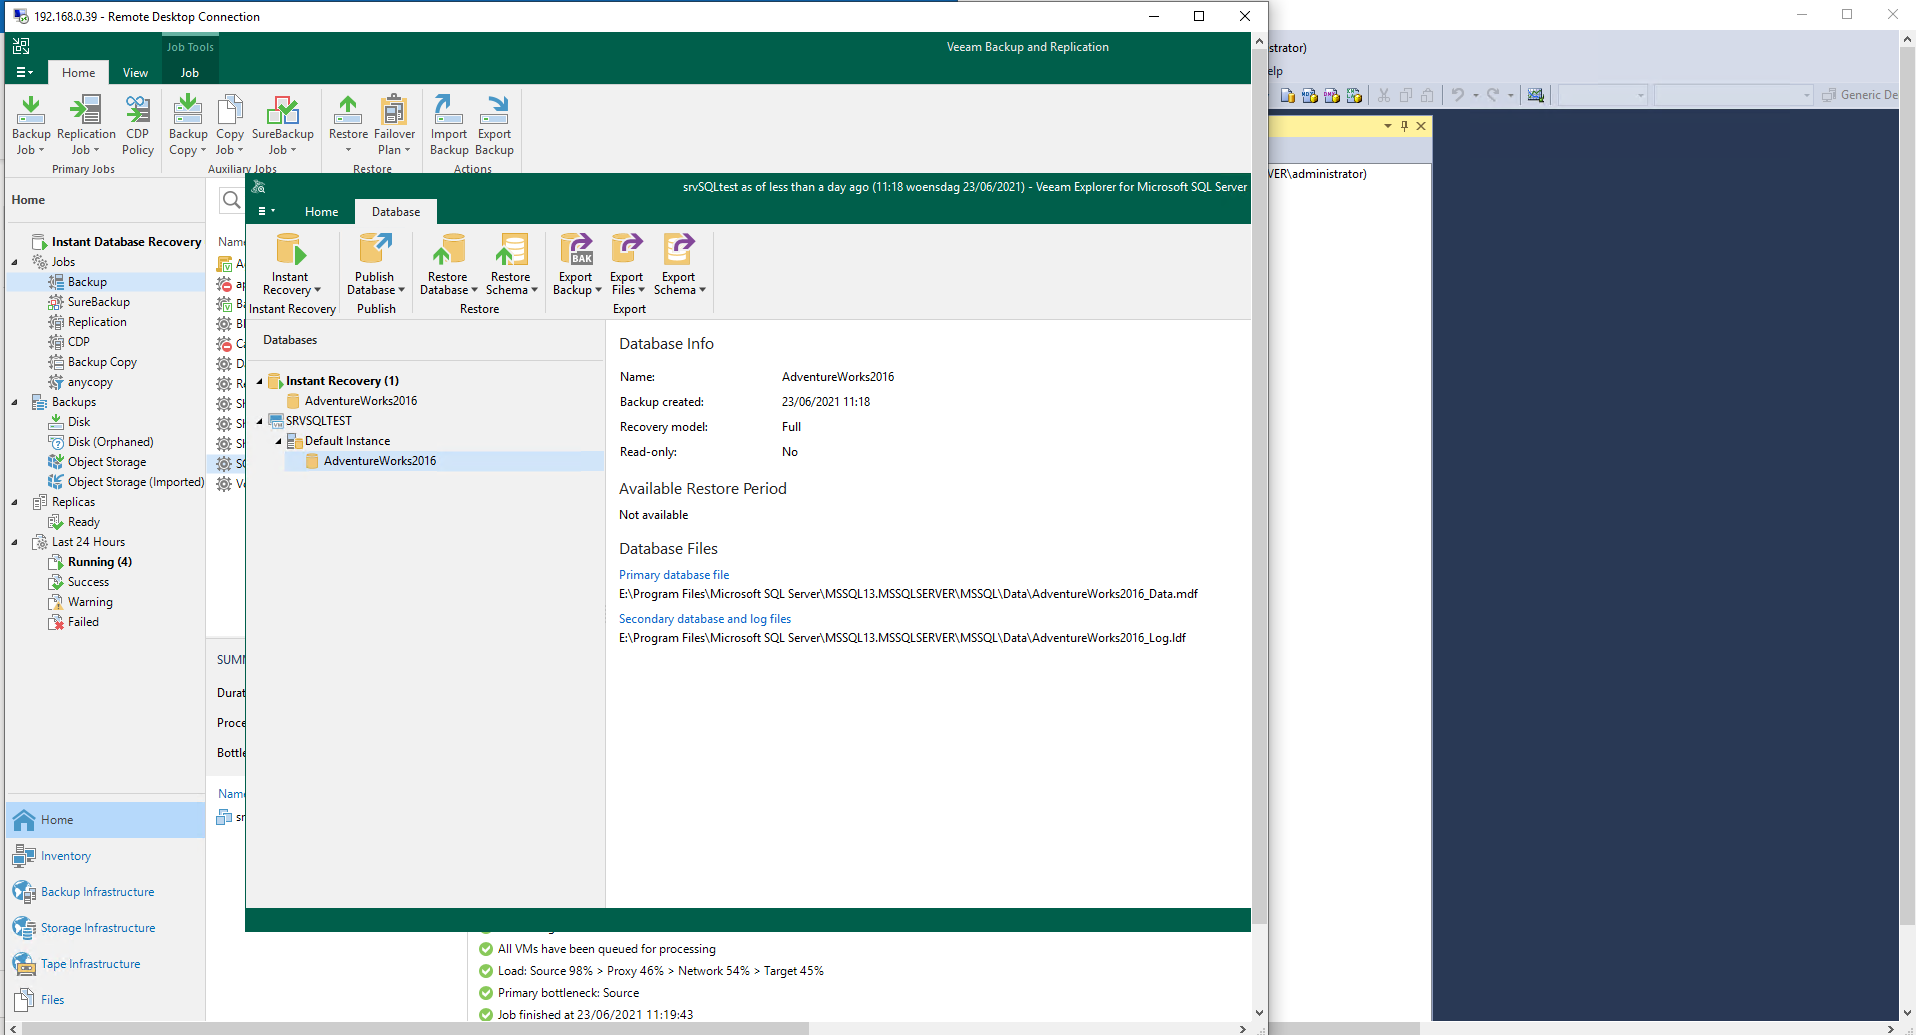 192.168.0.39 - Remote Desktop Connection
Job Tools
Veeam Backup and Replication
Home
View
Job
Backup Job
Replication Job
CDP Policy
Backup Copy
Copy Job
SureBackup Job
Restore
Failover Plan
Import Backup
Export Backup
Primary Jobs
Auxiliary Jobs
Restore
Actions
Home
Instant Database Recovery
Jobs
Backup
SureBackup
Replication
CDP
Backup Copy
anycopy
Backups
Disk
Disk (Orphaned)
Object Storage
Object Storage (Imported)
Replicas
Ready
Last 24 Hours
Running (4)
Success
Warning
Failed
Home
Inventory
Backup Infrastructure
Storage Infrastructure
Tape Infrastructure
Files
srvSQLtest as of less than a day ago (11:18 woensdag 23/06/2021) - Veeam Explorer for Microsoft SQL Server
Home
Database
Instant Recovery
Publish Database
Restore Database
Restore Schema
Export Backup
BAK
Export Files
Export Schema
Instant Recovery
Publish
Restore
Export
Databases
Instant Recovery (1)
AdventureWorks2016
SRVSQLTEST
Default Instance
AdventureWorks2016
Database Info
Name: AdventureWorks2016
Backup created: 23/06/2021 11:18
Recovery model: Full
Read-only: No
Available Restore Period
Not available
Database Files
Primary database file
E:\Program Files\Microsoft SQL Server\MSSQL13.MSSQLSERVER\MSSQL\Data\AdventureWorks2016_Data.mdf
Secondary database and log files
E:\Program Files\Microsoft SQL Server\MSSQL13.MSSQLSERVER\MSSQL\Data\AdventureWorks2016_Log.ldf
All VMs have been queued for processing
Load: Source 98% > Proxy 46% > Network 54% > Target 45%
Primary bottleneck: Source
Job finished at 23/06/2021 11:19:43
Name
SUMM
Durat
Proce
Bottle
Name
sr
strator)
elp
Generic De
VER\administrator)